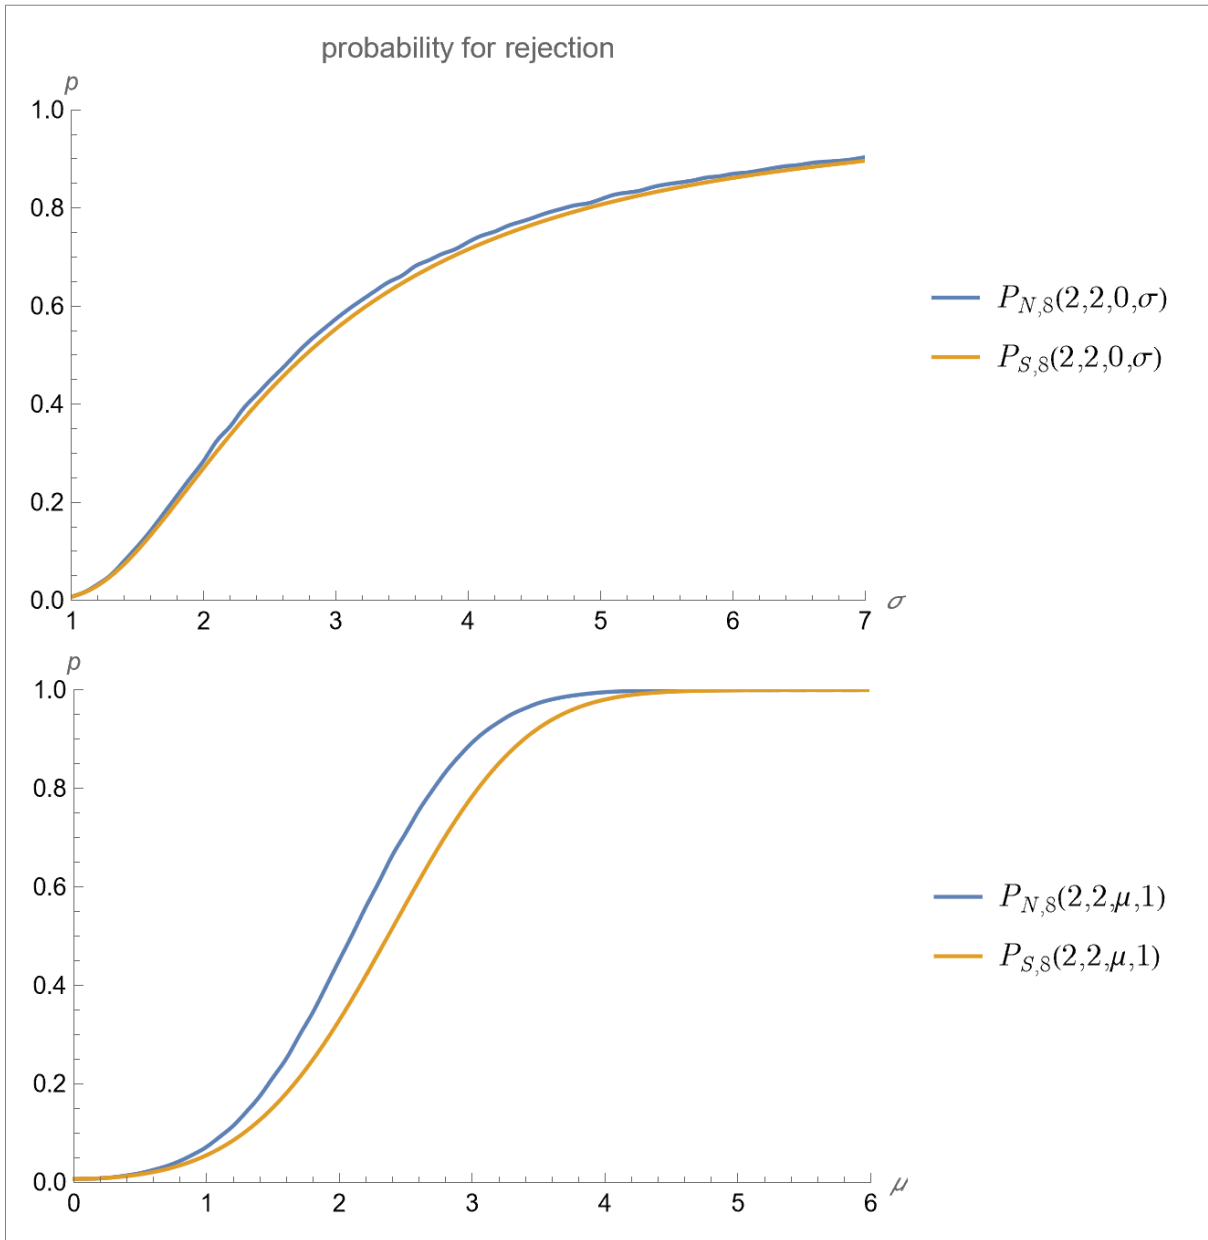 probability for rejection
p
1.0
0.8
0.6
0.4
0.2
0.0
1 2 3 4 5 6 7 σ
P_{N,8}(2,2,0,σ)
P_{S,8}(2,2,0,σ)
p
1.0
0.8
0.6
0.4
0.2
0.0
0 1 2 3 4 5 6 μ
P_{N,8}(2,2,μ,1)
P_{S,8}(2,2,μ,1)